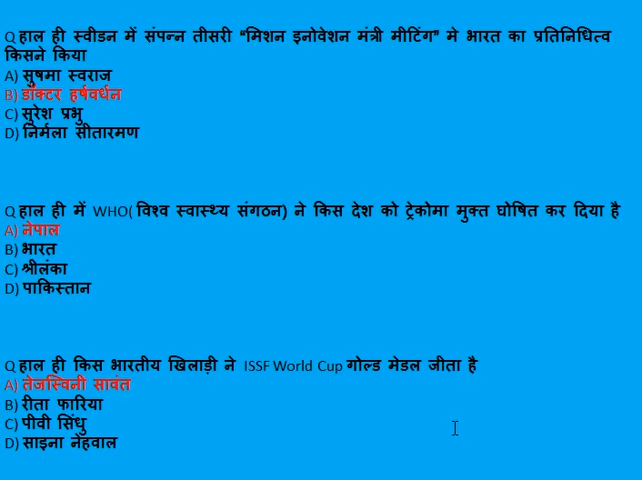 Q हाल ही स्वीडन में संपन्न तीसरी “मिशन इनोवेशन मंत्री मीटिंग” मे भारत का प्रतिनिधित्व
किसने किया
A) सुषमा स्वराज
B) डॉक्टर हर्षवर्धन
C) सुरेश प्रभु
D) निर्मला सीतारमण
Q हाल ही में WHO( विश्व स्वास्थ्य संगठन) ने किस देश को ट्रेकोमा मुक्त घोषित कर दिया है
A) नेपाल
B) भारत
C) श्रीलंका
D) पाकिस्तान
Q हाल ही किस भारतीय खिलाड़ी ने ISSF World Cup गोल्ड मेडल जीता है
A) तेजस्विनी सावंत
B) रीता फारिया
C) पीवी सिंधु
D) साइना नेहवाल